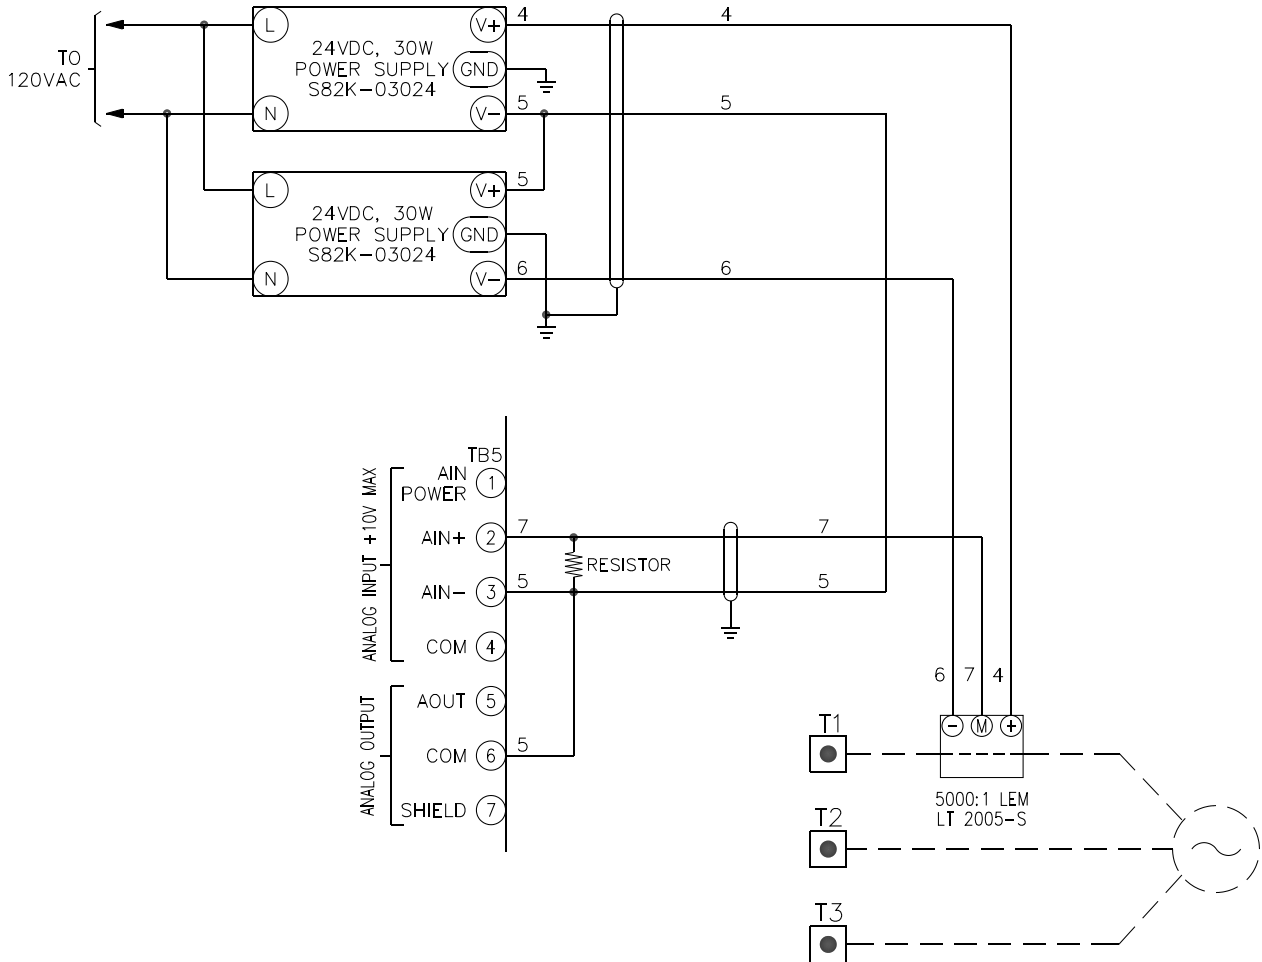 TO
120VAC
L
24VDC, 30W
POWER SUPPLY
S82K-03024
N
V+
GND
V-
4
4
5
5
L
24VDC, 30W
POWER SUPPLY
S82K-03024
N
V+
GND
V-
5
6
6
ANALOG INPUT +10V MAX
TB5
AIN
POWER
1
AIN+
2
7
7
RESISTOR
AIN-
3
5
5
COM
4
ANALOG OUTPUT
AOUT
5
COM
6
5
SHIELD
7
6
7
4
-
M
+
5000:1 LEM
LT 2005-S
T1
T2
T3